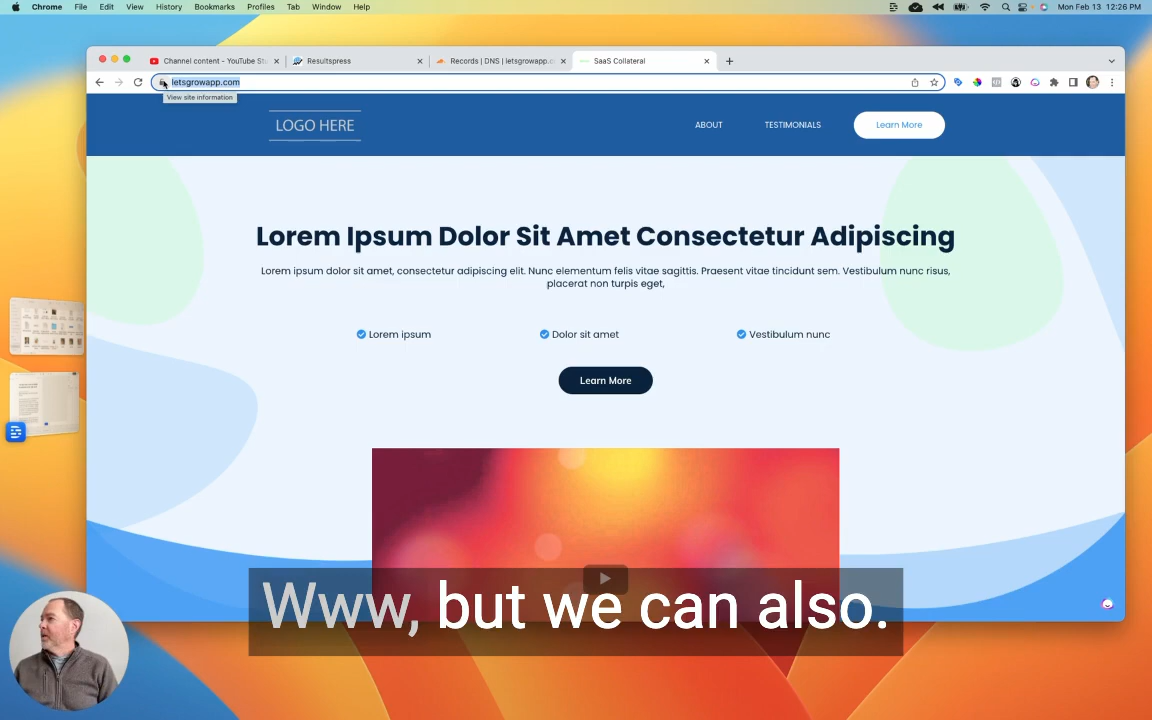 Chrome File Edit View History Bookmarks Profiles Tab Window Help Mon Feb 13 12:26 PM
Channel content - YouTube Stu Resultspress Records | DNS | letsgrowapp.c SaaS Collateral
letsgrowapp.com
View site information
LOGO HERE ABOUT TESTIMONIALS Learn More
Lorem Ipsum Dolor Sit Amet Consectetur Adipiscing
Lorem ipsum dolor sit amet, consectetur adipiscing elit. Nunc elementum felis vitae sagittis. Praesent vitae tincidunt sem. Vestibulum nunc risus,
placerat non turpis eget,
Lorem ipsum Dolor sit amet Vestibulum nunc
Learn More
Www, but we can also.